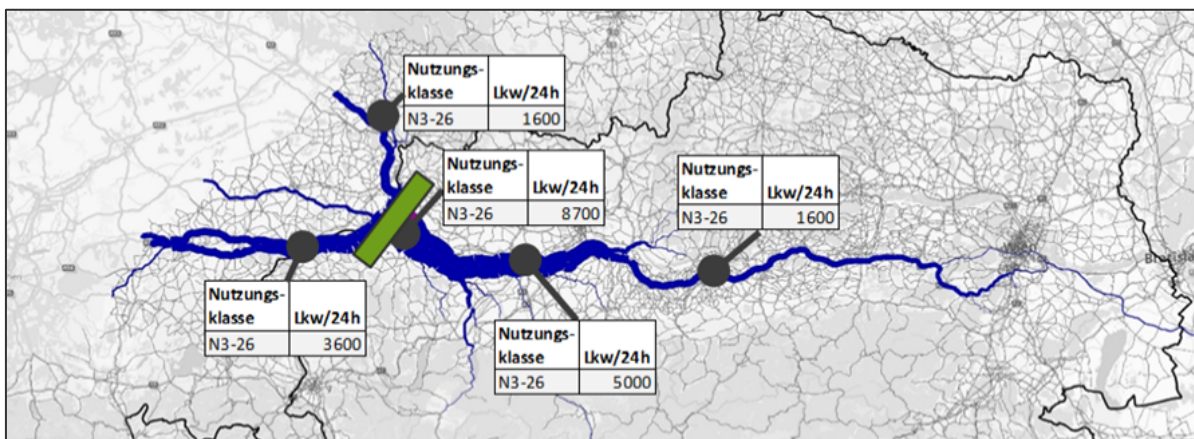 Nutzungs-
klasse Lkw/24h
N3-26 1600
Nutzungs-
klasse Lkw/24h
N3-26 8700
Nutzungs-
klasse Lkw/24h
N3-26 1600
Nutzungs-
klasse Lkw/24h
N3-26 3600
Nutzungs-
klasse Lkw/24h
N3-26 5000